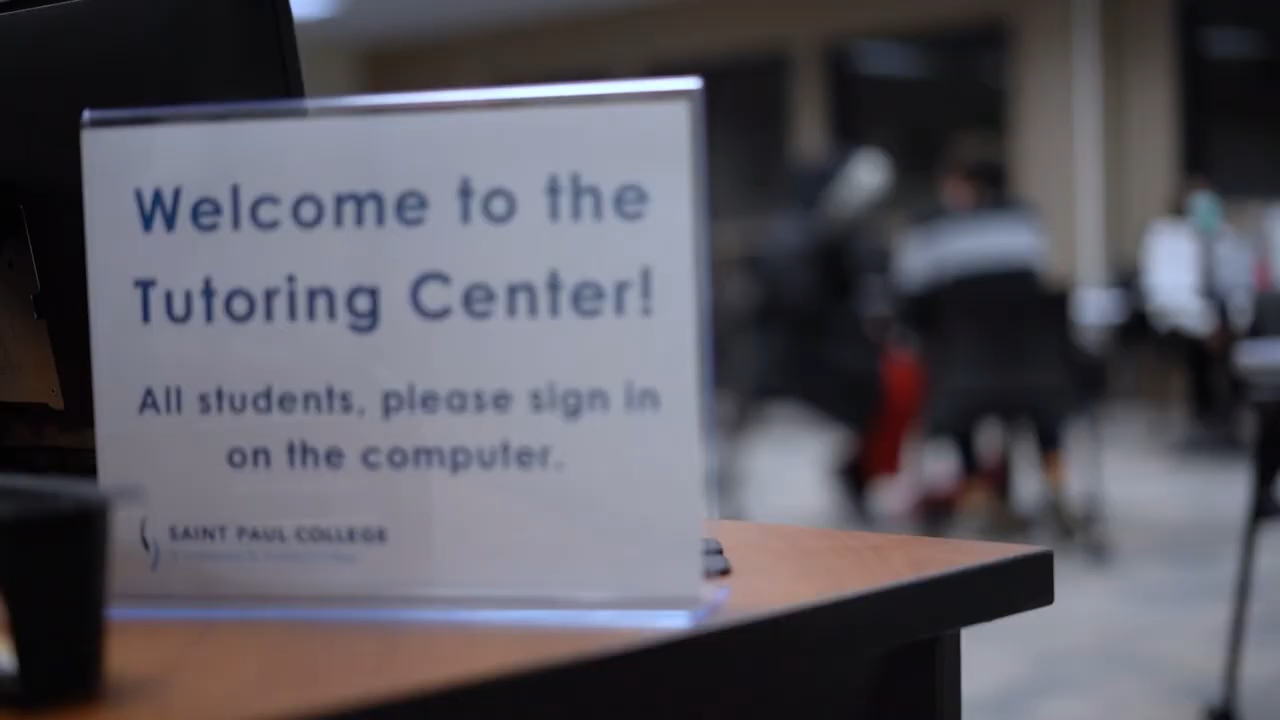 Welcome to the
Tutoring Center!
All students, please sign in
on the computer.
SAINT PAUL COLLEGE